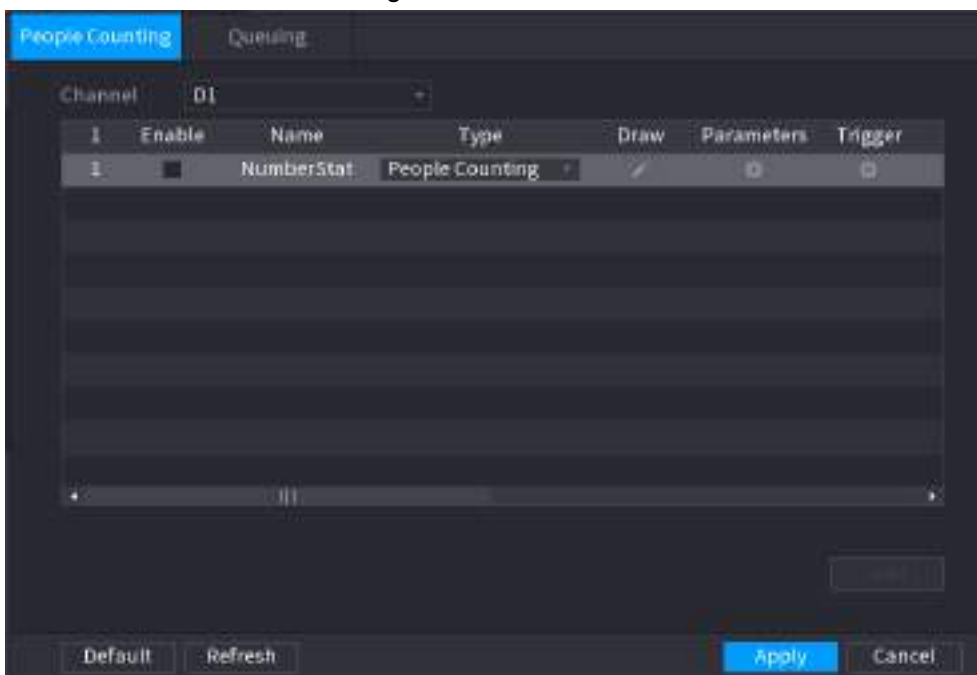 People Counting Queuing
Channel D1
1 Enable Name Type Draw Parameters Trigger
1 NumberStat People Counting
Default Refresh Apply Cancel